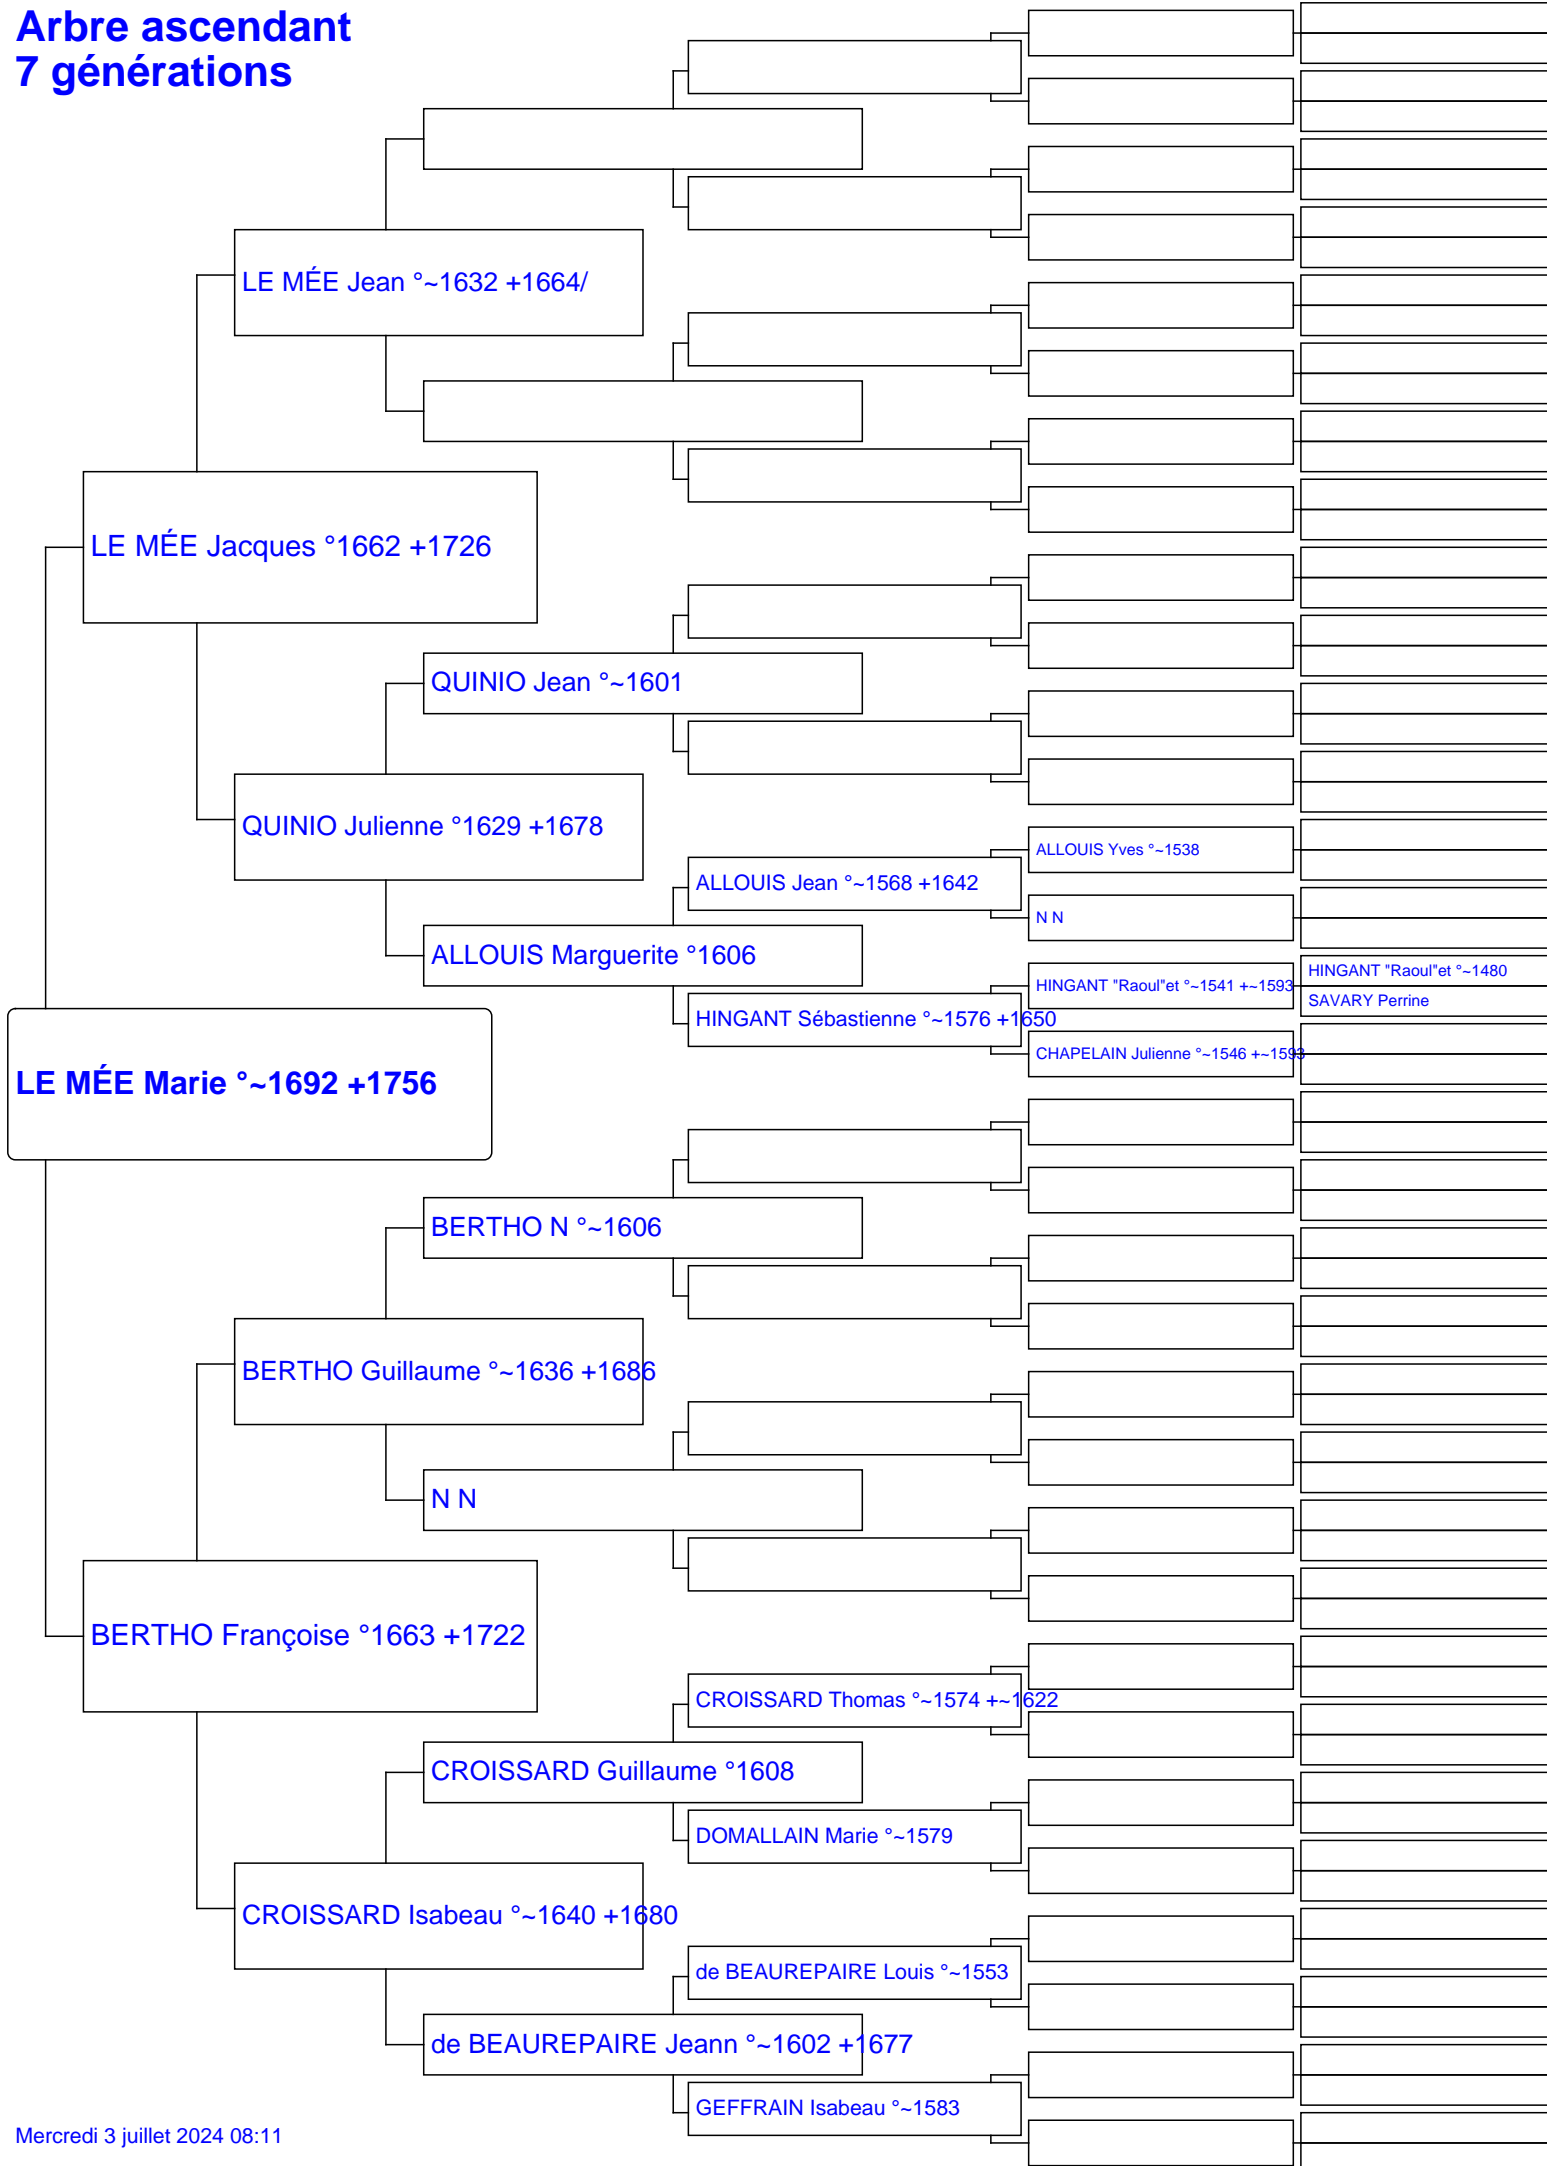 Arbre ascendant
7 générations
LE MÉE Jean °~1632 +1664/
LE MÉE Jacques °1662 +1726
QUINIO Jean °~1601
QUINIO Julienne °1629 +1678
ALLOUIS Yves °~1538
ALLOUIS Jean °~1568 +1642
N N
ALLOUIS Marguerite °1606
HINGANT "Raoul"et °~1480
HINGANT "Raoul"et °~1541 +~1593
SAVARY Perrine
HINGANT Sébastienne °~1576 +1650
CHAPELAIN Julienne °~1546 +~1593
LE MÉE Marie °~1692 +1756
BERTHO N °~1606
BERTHO Guillaume °~1636 +1686
N N
BERTHO Françoise °1663 +1722
CROISSARD Thomas °~1574 +~1622
CROISSARD Guillaume °1608
DOMALLAIN Marie °~1579
CROISSARD Isabeau °~1640 +1680
de BEAUREPAIRE Louis °~1553
de BEAUREPAIRE Jeann °~1602 +1677
GEFFRAIN Isabeau °~1583
Mercredi 3 juillet 2024 08:11